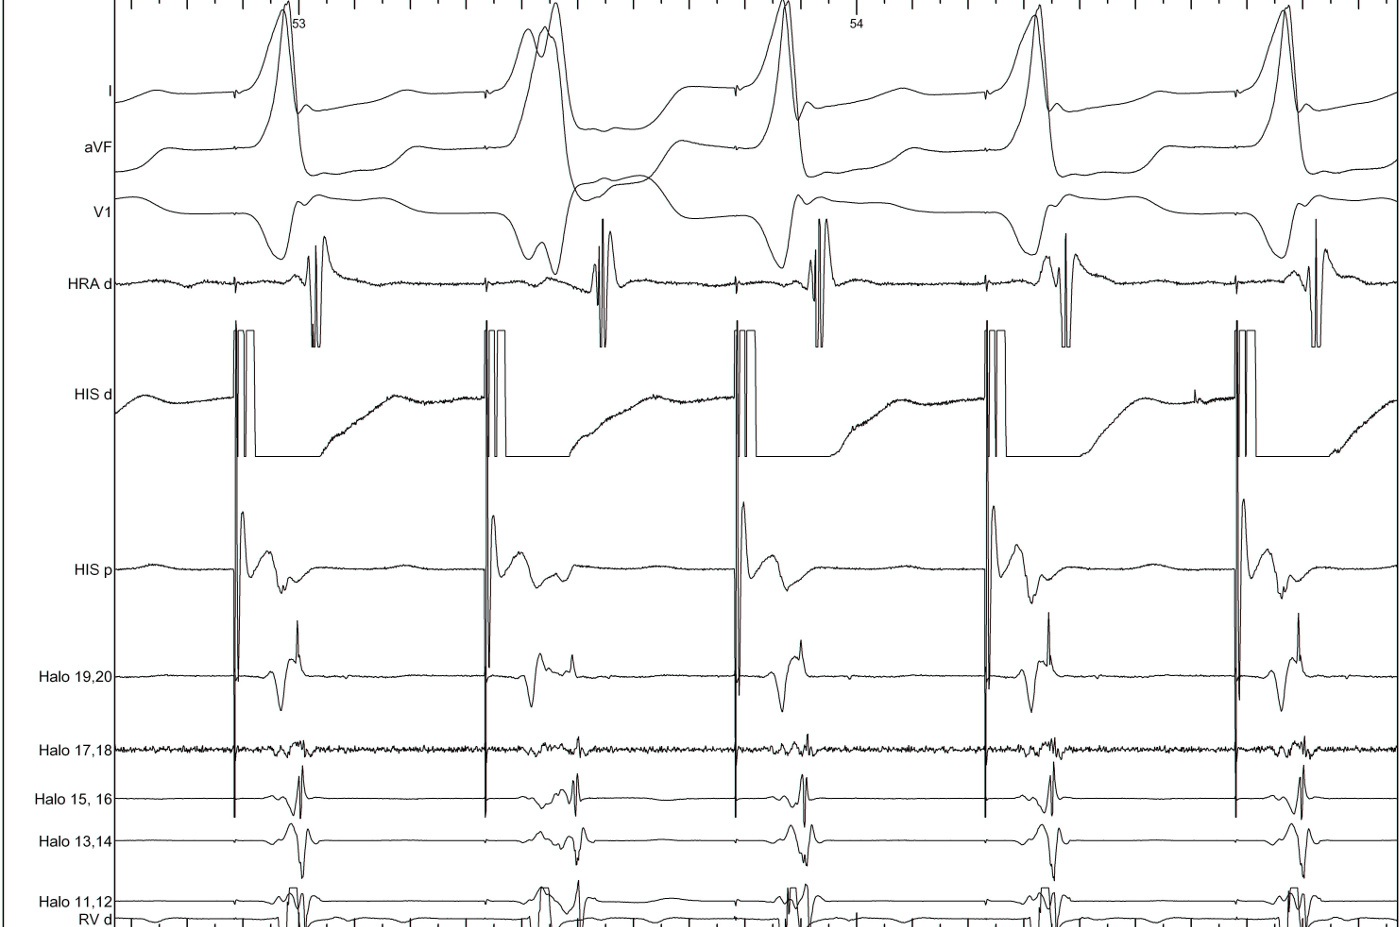 53
54
I
aVF
V1
HRA d
HIS d
HIS p
Halo 19,20
Halo 17,18
Halo 15, 16
Halo 13,14
Halo 11,12
RV d